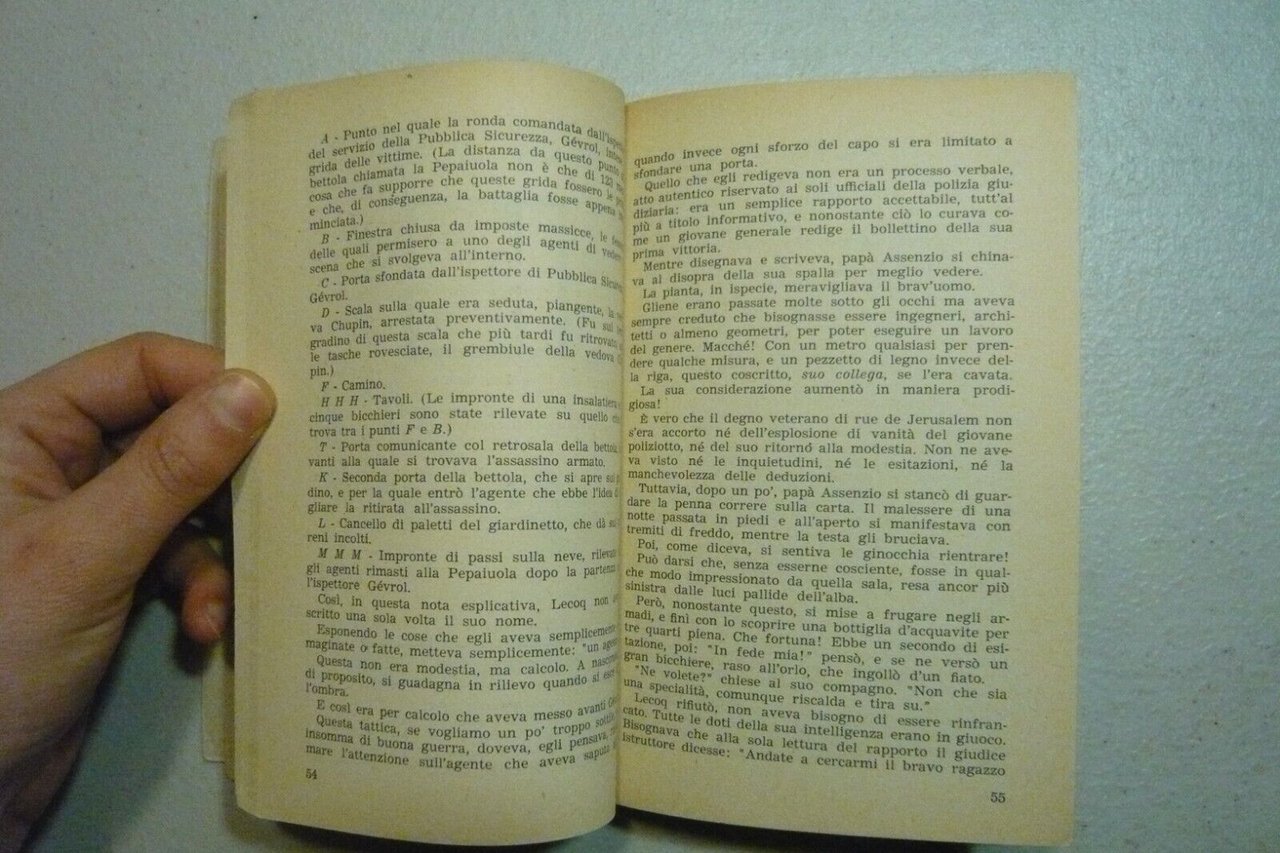 A - Punto nel quale la ronda comandata
del servizio della Pubblica Sicurezza, Gévrol,
grida delle vittime. (La distanza da questo punto
bettola chiamata la Pepaiuola non è che di
cosa che fa supporre che queste grida fossero le
e che, di conseguenza, la battaglia fosse appena
minciata.)
B - Finestra chiusa da imposte massicce, le
delle quali permisero a uno degli agenti di
scena che si svolgeva all'interno.
C - Porta sfondata dall'ispettore di Pubblica
Gévrol.
D - Scala sulla quale era seduta, piangente, la
va Chupin, arrestata preventivamente. (Fu sul
gradino di questa scala che più tardi fu ritrovato
le tasche rovesciate, il grembiule della vedova
pin.)
F - Camino.
H H H - Tavoli. (Le impronte di una insalatiera
cinque bicchieri sono state rilevate su quello
trova tra i punti F e B.)
T - Porta comunicante col retrosala della bettola,
vanti alla quale si trovava l'assassino armato.
K - Seconda porta della bettola, che si apre sul
dino, e per la quale entrò l'agente che ebbe l'idea
gliare la ritirata all'assassino.
L - Cancello di paletti del giardinetto, che dà
reni incolti.
M M M - Impronte di passi sulla neve,
gli agenti rimasti alla Pepaiuola dopo la
l'ispettore Gévrol.
Così, in questa nota esplicativa, Lecoq non
scritto una sola volta il suo nome.
Esponendo le cose che egli aveva semplicemente
maginate o fatte, metteva semplicemente: "un
Questa non era modestia, ma calcolo. A
di proposito, si guadagna in rilievo quando si
l'ombra.
E così era per calcolo che aveva messo avanti
Questa tattica, se vogliamo un po' troppo
insomma di buona guerra, doveva, egli pensava,
mare l'attenzione sull'agente che aveva saputo
54
quando invece ogni sforzo del capo si era limitato a
sfondare una porta.
Quello che egli redigeva non era un processo verbale,
atto autentico riservato ai soli ufficiali della polizia giu-
diziaria: era un semplice rapporto accettabile, tutt'al
più a titolo informativo, e nonostante ciò lo curava co-
me un giovane generale redige il bollettino della sua
prima vittoria.
Mentre disegnava e scriveva, papà Assenzio si china-
va al disopra della sua spalla per meglio vedere.
La pianta, in ispecie, meravigliava il brav'uomo.
Gliene erano passate molte sotto gli occhi ma aveva
sempre creduto che bisognasse essere ingegneri, archi-
tetti o almeno geometri, per poter eseguire un lavoro
del genere. Macché! Con un metro qualsiasi per pren-
dere qualche misura, e un pezzetto di legno invece del-
la riga, questo coscritto, suo collega, se l'era cavata.
La sua considerazione aumentò in maniera prodi-
giosa!
È vero che il degno veterano di rue de Jerusalem non
s'era accorto né dell'esplosione di vanità del giovane
poliziotto, né del suo ritorno alla modestia. Non ne ave-
va visto né le inquietudini, né le esitazioni, né la
manchevolezza delle deduzioni.
Tuttavia, dopo un po', papà Assenzio si stancò di guar-
dare la penna correre sulla carta. Il malessere di una
notte passata in piedi e all'aperto si manifestava con
tremiti di freddo, mentre la testa gli bruciava.
Poi, come diceva, si sentiva le ginocchia rientrare!
Può darsi che, senza esserne cosciente, fosse in qual-
che modo impressionato da quella sala, resa ancor più
sinistra dalle luci pallide dell'alba.
Però, nonostante questo, si mise a frugare negli ar-
madi, e finì con lo scoprire una bottiglia d'acquavite per
tre quarti piena. Che fortuna! Ebbe un secondo di esi-
tazione, poi: "In fede mia!" pensò, e se ne versò un
gran bicchiere, raso all'orlo, che ingollò d'un fiato.
"Ne volete?" chiese al suo compagno. "Non che sia
una specialità, comunque riscalda e tira su."
Lecoq rifiutò, non aveva bisogno di essere rinfran-
cato. Tutte le doti della sua intelligenza erano in giuoco.
Bisognava che alla sola lettura del rapporto il giudice
istruttore dicesse: "Andate a cercarmi il bravo ragazzo
55